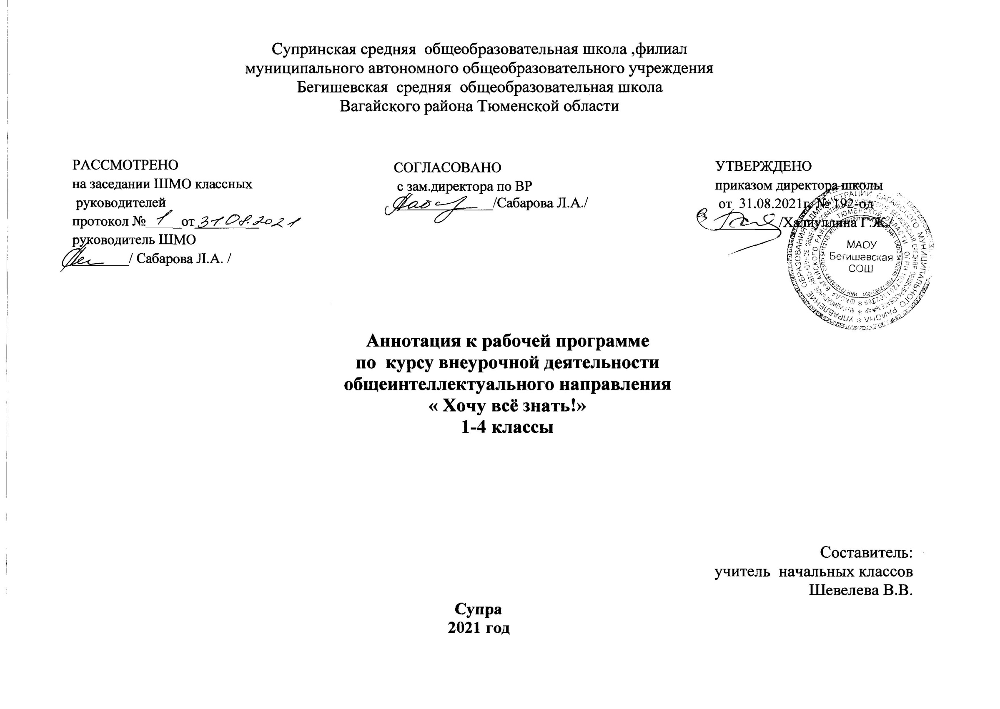 Супринская средняя общеобразовательная школа ,филиал
муниципального автономного общеобразовательного учреждения
Бегишевская средняя общеобразовательная школа
Вагайского района Тюменской области
РАССМОТРЕНО
на заседании ШМО классных
руководителей
протокол № 1 от 31.08.2021
руководитель ШМО
/ Сабарова Л.А. /
СОГЛАСОВАНО
с зам.директора по ВР
/Сабарова Л.А./
УТВЕРЖДЕНО
приказом директора школы
от 31.08.2021г. № 192-од
/Халиуллина Г.Ж./
МАОУ
Бегишевская
СОШ
Аннотация к рабочей программе
по курсу внеурочной деятельности
общеинтеллектуального направления
« Хочу всё знать!»
1-4 классы
Составитель:
учитель начальных классов
Шевелева В.В.
Супра
2021 год